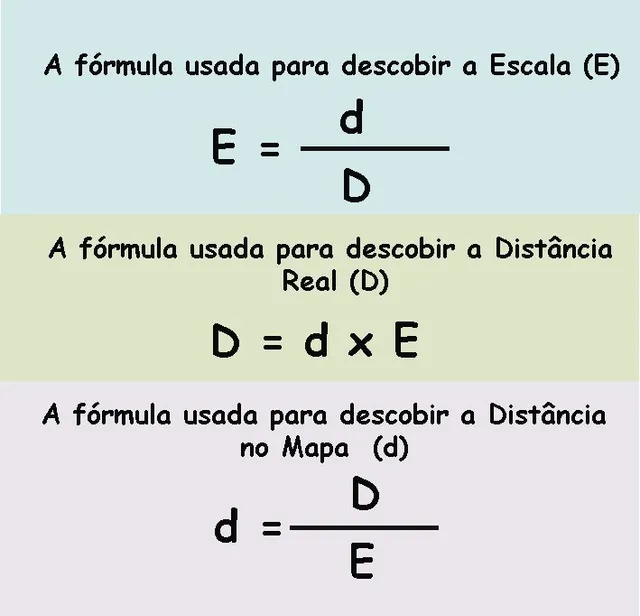 A fórmula usada para descobir a Escala (E)
E = d / D
A fórmula usada para descobir a Distância
Real (D)
D = d x E
A fórmula usada para descobir a Distância
no Mapa (d)
d = D / E